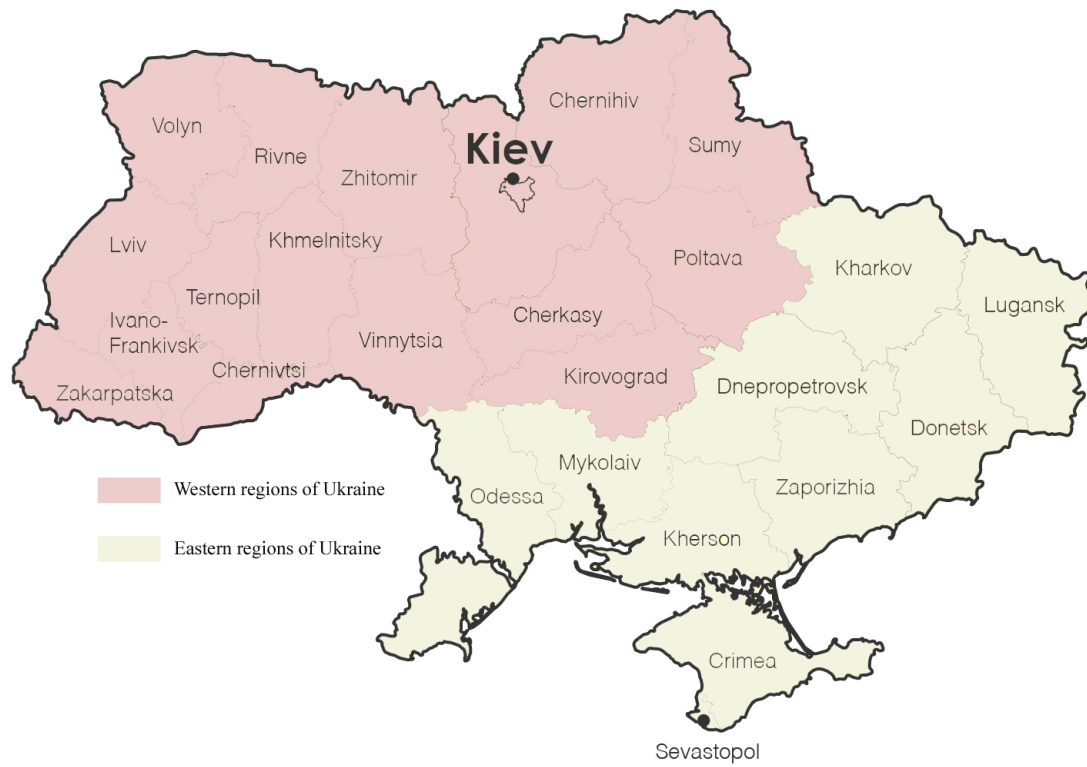 Chernihiv
Volyn
Sumy
Kiev
Rivne
Zhitomir
Lviv
Khmelnitsky
Poltava
Kharkov
Ternopil
Lugansk
Ivano-
Frankivsk
Cherkasy
Vinnytsia
Chernivtsi
Kirovograd
Zakarpatska
Dnepropetrovsk
Donetsk
Mykolaiv
Western regions of Ukraine
Odessa
Zaporizhia
Kherson
Eastern regions of Ukraine
Crimea
Sevastopol